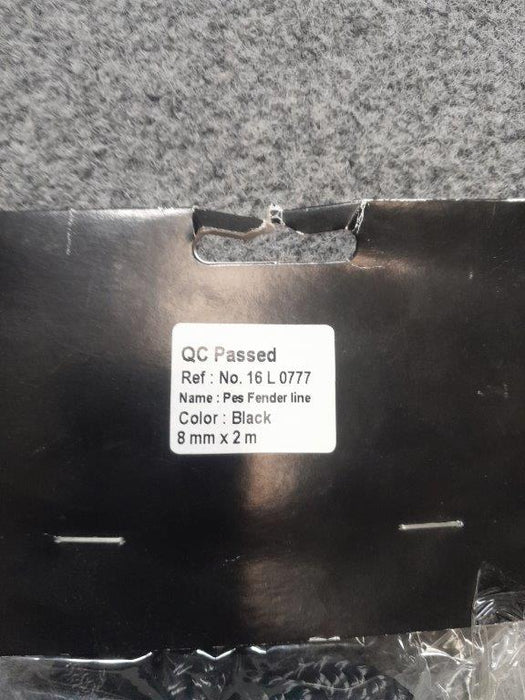 QC Passed
Ref : No. 16 L 0777
Name : Pes Fender line
Color : Black
8 mm x 2 m